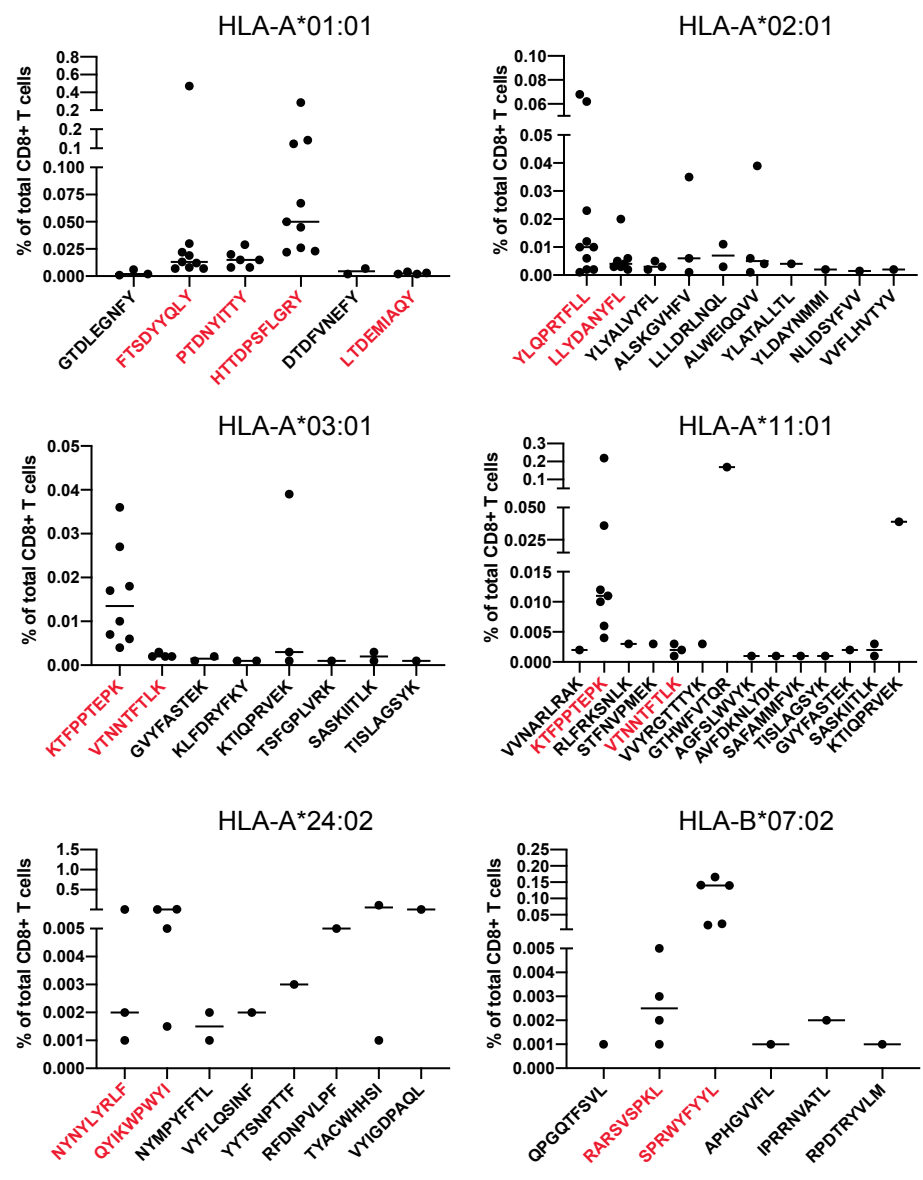 HLA-A*01:01
% of total CD8+ T cells
0.8
0.6
0.4
0.2
0.2
0.1
0.100
0.075
0.050
0.025
0.000
GTDLEGNFY
FTSDYYQLY
PTDNYITTY
HTTDPSFLGRY
DTDFVNEFY
LTDEMIAQY
HLA-A*02:01
% of total CD8+ T cells
0.10
0.08
0.06
0.05
0.04
0.03
0.02
0.01
0.00
YLQPRTFLL
LLYDANYFL
YLYALVYFL
ALSKGVHFV
LLLDRLNQL
ALWEIQQVV
YLATALLTL
YLDAYNMMI
NLIDSYFVV
VVFLHVTYV
HLA-A*03:01
% of total CD8+ T cells
0.05
0.04
0.03
0.02
0.01
0.00
KTFPPTEPK
VTNNTFTLK
GVYFASTEK
KLFDRYFKY
KTIQPRVEK
TSFGPLVRK
SASKIITLK
TISLAGSYK
HLA-A*11:01
% of total CD8+ T cells
0.3
0.2
0.1
0.050
0.025
0.015
0.010
0.005
0.000
VVNARLRAK
KTFPPTEPK
RLFRKSNLK
STFNVPMEK
VTNNTFTLK
VVYRGTTTYK
GTHWFVTQR
AGFSLWVYK
AVFDKNLYDK
SAFAMMFVK
TISLAGSYK
GVYFASTEK
SASKIITLK
KTIQPRVEK
HLA-A*24:02
% of total CD8+ T cells
1.5
1.0
0.5
0.005
0.004
0.003
0.002
0.001
0.000
NYNYLYRLF
QYIKWPWYI
NYMPYFFTL
VYFLQSINF
YYTSNPTTF
RFDNPVLPF
TYACWHHSI
VYIGDPAQL
HLA-B*07:02
% of total CD8+ T cells
0.25
0.20
0.15
0.10
0.05
0.005
0.004
0.003
0.002
0.001
0.000
QPGQTFSVL
RARSVSPKL
SPRWYFYYL
APHGVVFL
IPRRNVATL
RPDTRYVLM